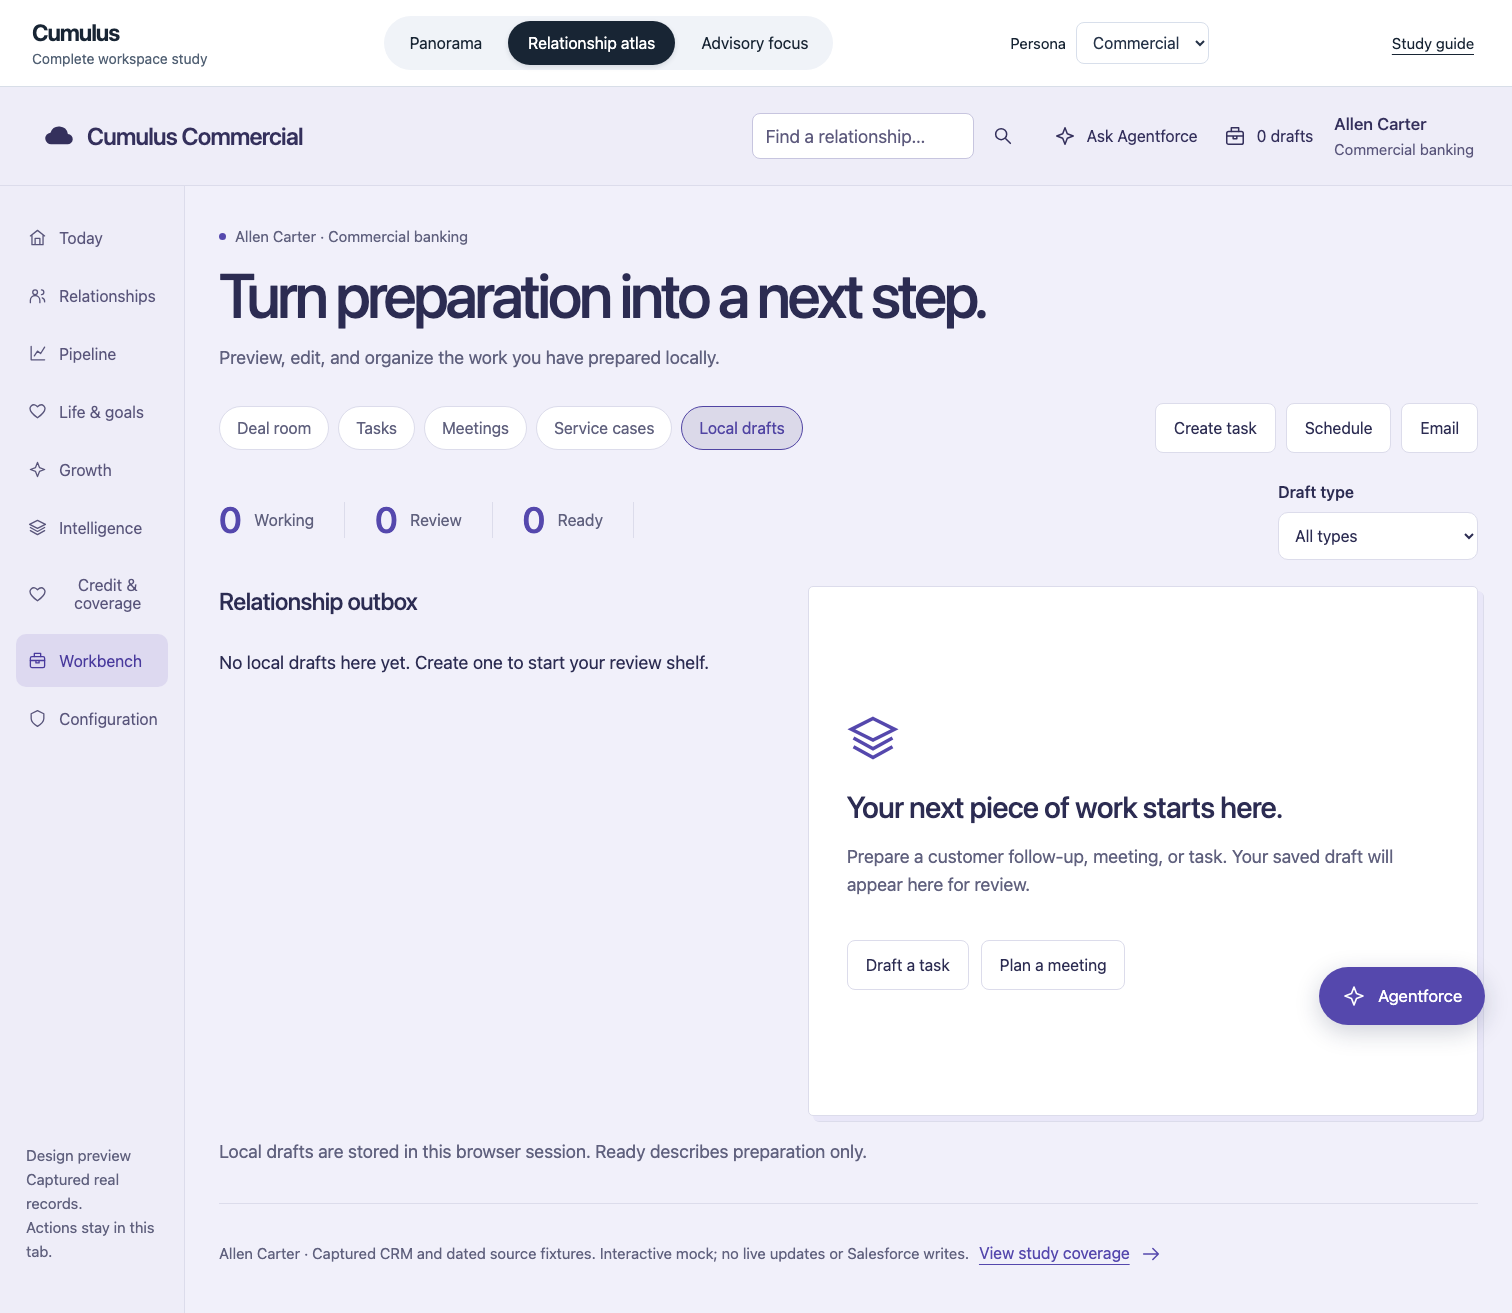 Cumulus
Complete workspace study
Panorama
Relationship atlas
Advisory focus
Persona
Commercial
Study guide
Cumulus Commercial
Find a relationship...
Ask Agentforce
0 drafts
Allen Carter
Commercial banking
Today
Relationships
Pipeline
Life & goals
Growth
Intelligence
Credit &
coverage
Workbench
Configuration
Design preview
Captured real
records.
Actions stay in this
tab.
Allen Carter · Commercial banking
Turn preparation into a next step.
Preview, edit, and organize the work you have prepared locally.
Deal room
Tasks
Meetings
Service cases
Local drafts
Create task
Schedule
Email
0 Working
0 Review
0 Ready
Draft type
All types
Relationship outbox
No local drafts here yet. Create one to start your review shelf.
Your next piece of work starts here.
Prepare a customer follow-up, meeting, or task. Your saved draft will
appear here for review.
Draft a task
Plan a meeting
Agentforce
Local drafts are stored in this browser session. Ready describes preparation only.
Allen Carter · Captured CRM and dated source fixtures. Interactive mock; no live updates or Salesforce writes. View study coverage